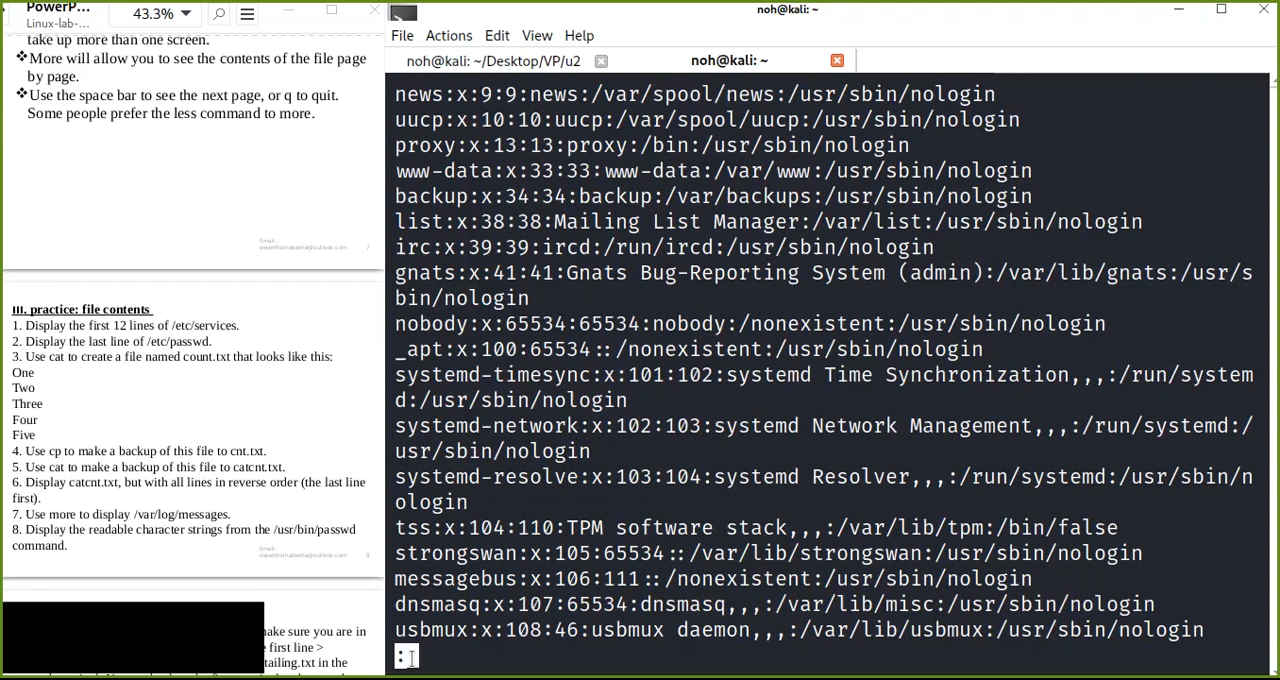 PowerP...
Linux-lab-...
43.3%
take up more than one screen.
❖More will allow you to see the contents of the file page
by page.
❖Use the space bar to see the next page, or q to quit.
Some people prefer the less command to more.
Email:
7
III. practice: file contents
1. Display the first 12 lines of /etc/services.
2. Display the last line of /etc/passwd.
3. Use cat to create a file named count.txt that looks like this:
One
Two
Three
Four
Five
4. Use cp to make a backup of this file to cnt.txt.
5. Use cat to make a backup of this file to catcnt.txt.
6. Display catcnt.txt, but with all lines in reverse order (the last line
first).
7. Use more to display /var/log/messages.
8. Display the readable character strings from the /usr/bin/passwd
command.
Email:
8
make sure you are in
e first line >
tailing.txt in the
noh@kali: ~
File Actions Edit View Help
noh@kali: ~/Desktop/VP/u2
noh@kali: ~
news:x:9:9:news:/var/spool/news:/usr/sbin/nologin
uucp:x:10:10:uucp:/var/spool/uucp:/usr/sbin/nologin
proxy:x:13:13:proxy:/bin:/usr/sbin/nologin
www-data:x:33:33:www-data:/var/www:/usr/sbin/nologin
backup:x:34:34:backup:/var/backups:/usr/sbin/nologin
list:x:38:38:Mailing List Manager:/var/list:/usr/sbin/nologin
irc:x:39:39:ircd:/run/ircd:/usr/sbin/nologin
gnats:x:41:41:Gnats Bug-Reporting System (admin):/var/lib/gnats:/usr/s
bin/nologin
nobody:x:65534:65534:nobody:/nonexistent:/usr/sbin/nologin
_apt:x:100:65534::/nonexistent:/usr/sbin/nologin
systemd-timesync:x:101:102:systemd Time Synchronization,,,:/run/system
d:/usr/sbin/nologin
systemd-network:x:102:103:systemd Network Management,,,:/run/systemd:/
usr/sbin/nologin
systemd-resolve:x:103:104:systemd Resolver,,,:/run/systemd:/usr/sbin/n
ologin
tss:x:104:110:TPM software stack,,,:/var/lib/tpm:/bin/false
strongswan:x:105:65534::/var/lib/strongswan:/usr/sbin/nologin
messagebus:x:106:111::/nonexistent:/usr/sbin/nologin
dnsmasq:x:107:65534:dnsmasq,,,:/var/lib/misc:/usr/sbin/nologin
usbmux:x:108:46:usbmux daemon,,,:/var/lib/usbmux:/usr/sbin/nologin
: